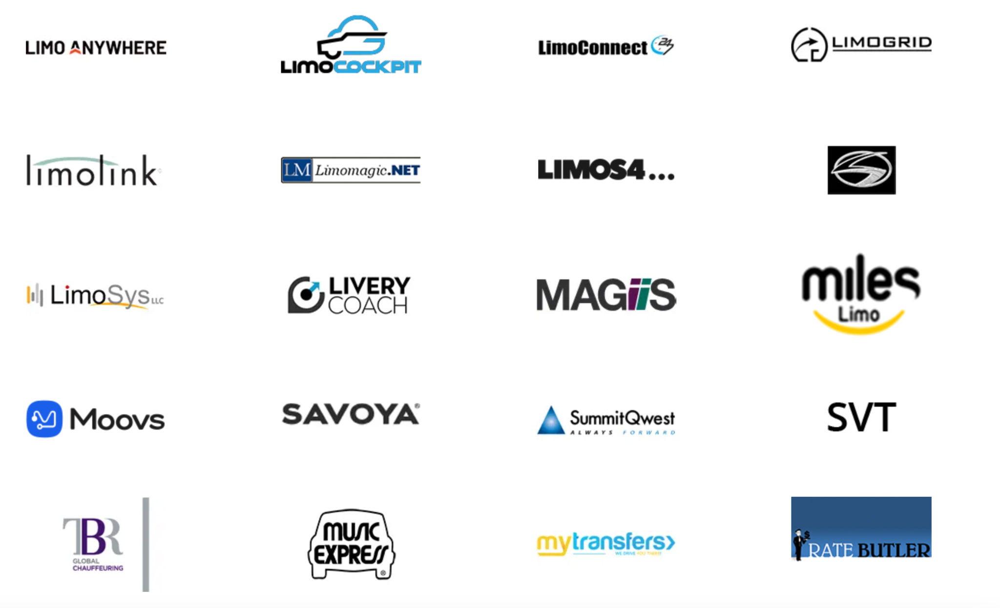 LIMO ANYWHERE
LIMOCOCKPIT
LimoConnect 24/7
LIMOGRID
limolink
LM Limomagic.NET
LIMOS4...
LimoSys LLC
LIVERY
COACH
MAGiiS
miles
Limo
Moovs
SAVOYA®
SummitQwest
ALWAYS FORWARD
SVT
TBR
GLOBAL
CHAUFFEURING
MUSIC
EXPRESS
®
mytransfers
WE DRIVE YOU THERE!
RATE BUTLER